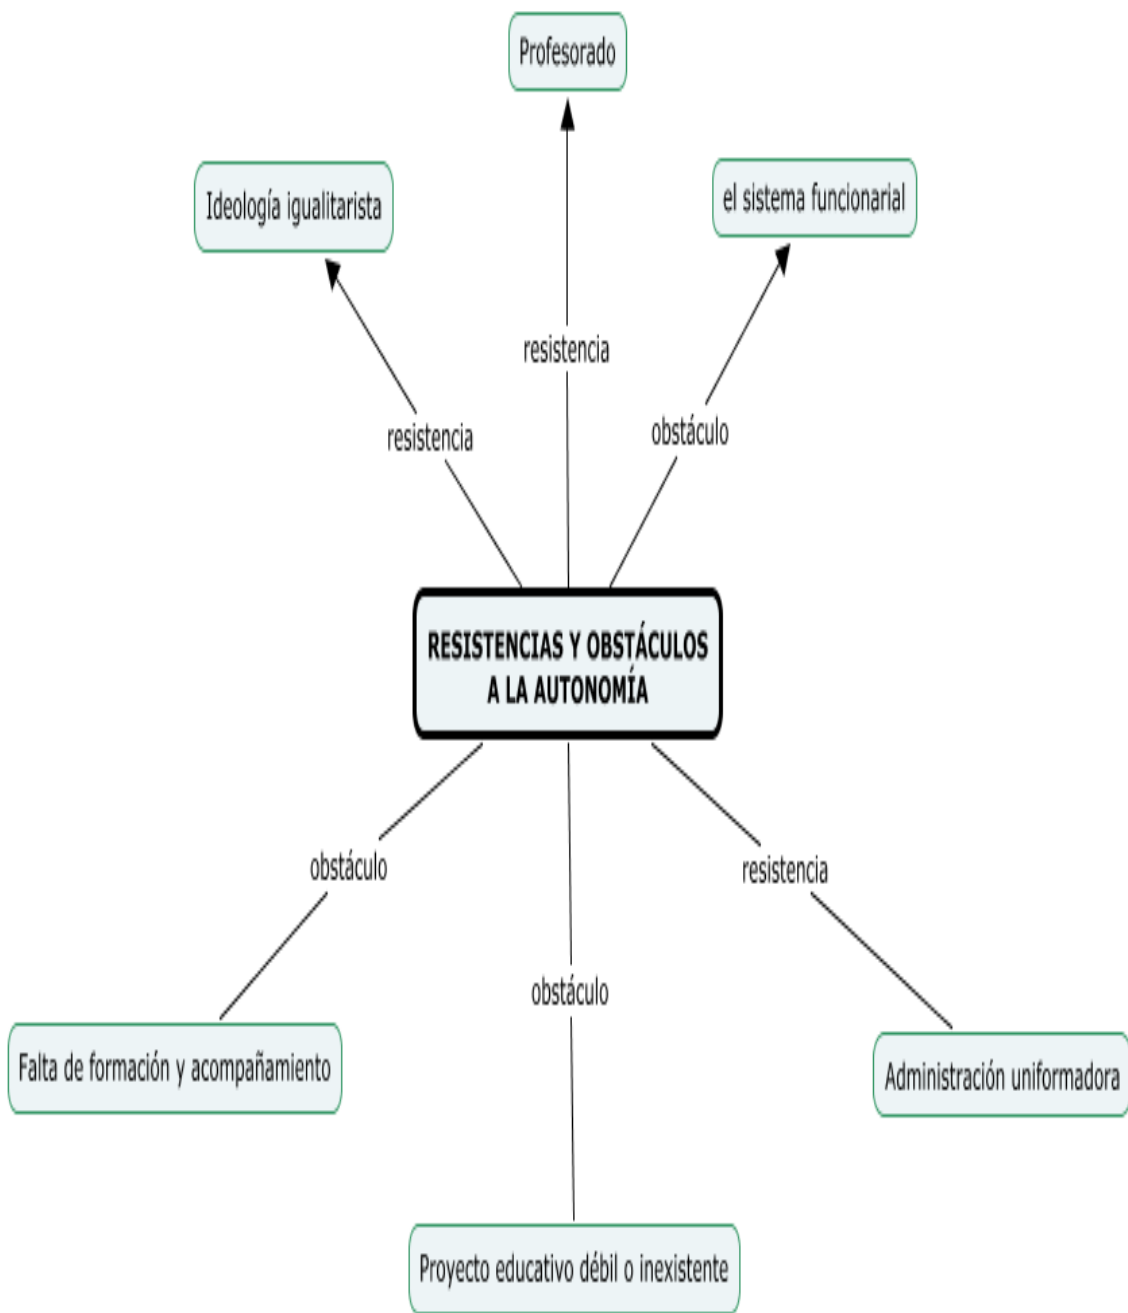 Profesorado
Ideología igualitarista
el sistema funcionarial
resistencia
resistencia
obstáculo
RESISTENCIAS Y OBSTÁCULOS
A LA AUTONOMÍA
obstáculo
resistencia
obstáculo
Falta de formación y acompañamiento
Administración uniformadora
Proyecto educativo débil o inexistente